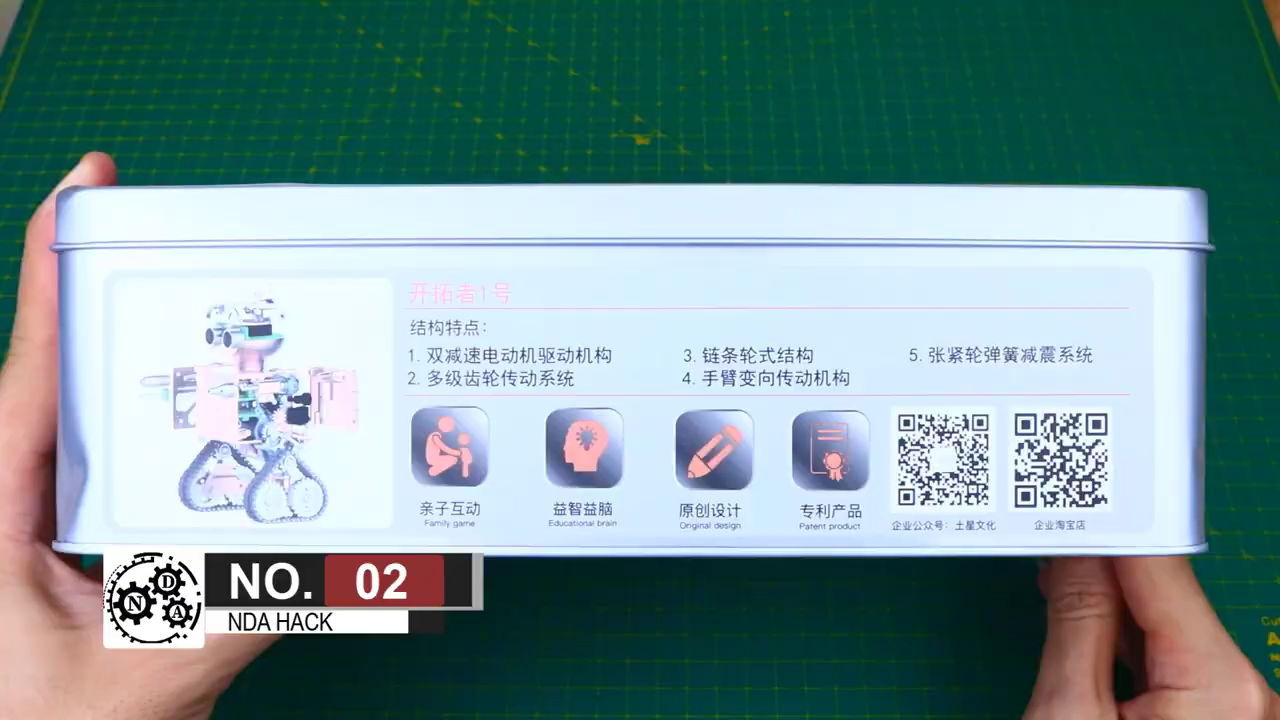 开拓者1号
结构特点:
1. 双减速电动机驱动机构
2. 多级齿轮传动系统
3. 链条轮式结构
4. 手臂变向传动机构
5. 张紧轮弹簧减震系统
亲子互动
Family game
益智益脑
Educational brain
原创设计
Original design
专利产品
Patent product
企业公众号: 土星文化
企业淘宝店
N D A
NO. 02
NDA HACK